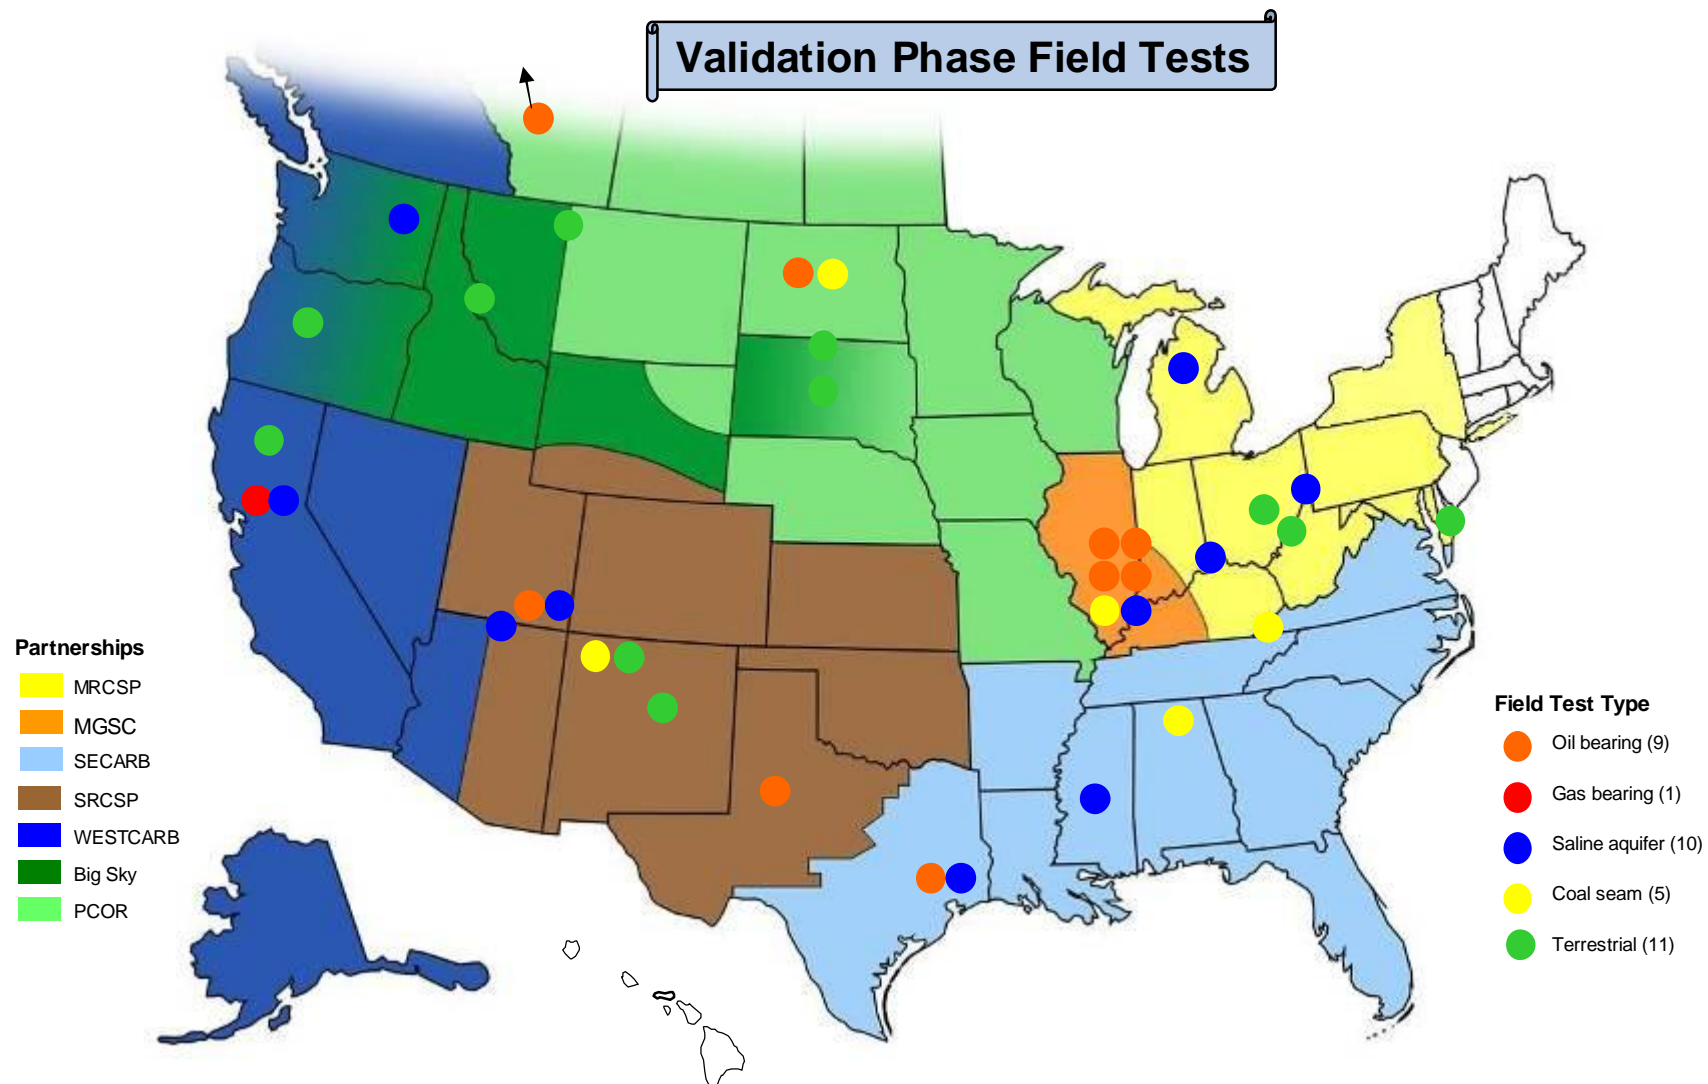 Validation Phase Field Tests
Partnerships
MRCSP
MGSC
SECARB
SRCSP
WESTCARB
Big Sky
PCOR
Field Test Type
Oil bearing (9)
Gas bearing (1)
Saline aquifer (10)
Coal seam (5)
Terrestrial (11)